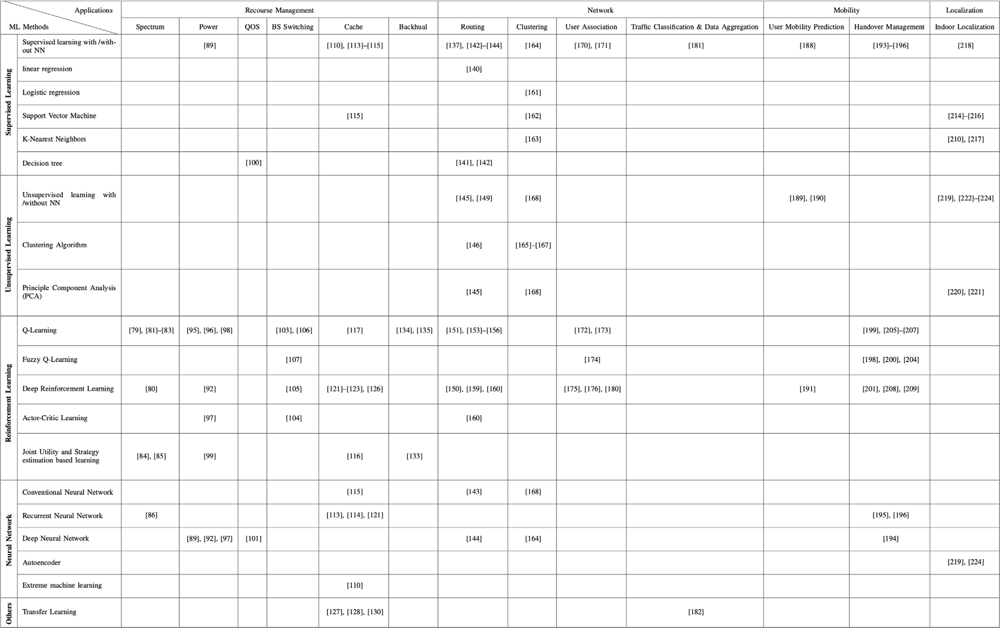 Applications Recourse Management Network Mobility Localization
ML Methods Spectrum Power QOS BS Switching Cache Backhual Routing Clustering User Association Traffic Classification & Data Aggregation User Mobility Prediction Handover Management Indoor Localization
Supervised Learning
Supervised learning with /with-
out NN [89] [110], [113]–[115] [137], [142]–[144] [164] [170], [171] [181] [188] [193]–[196] [218]
linear regression [140]
Logistic regression [161]
Support Vector Machine [115] [162] [214]–[216]
K-Nearest Neighbors [163] [210], [217]
Decision tree [100] [141], [142]
Unsupervised Learning
Unsupervised learning with
/without NN [145], [149] [168] [189], [190] [219], [222]–[224]
Clustering Algorithm [146] [165]–[167]
Principle Component Analysis
(PCA) [145] [168] [220], [221]
Reinforcement Learning
Q-Learning [79], [81]–[83] [95], [96], [98] [103], [106] [117] [134], [135] [151], [153]–[156] [172], [173] [199], [205]–[207]
Fuzzy Q-Learning [107] [174] [198], [200], [204]
Deep Reinforcement Learning [80] [92] [105] [121]–[123], [126] [150], [159], [160] [175], [176], [180] [191] [201], [208], [209]
Actor-Critic Learning [97] [104] [160]
Joint Utility and Strategy
estimation based learning [84], [85] [99] [116] [133]
Neural Network
Conventional Neural Network [115] [143] [168]
Recurrent Neural Network [86] [113], [114], [121] [195], [196]
Deep Neural Network [89], [92], [97] [101] [144] [164] [194]
Autoencoder [219], [224]
Extreme machine learning [110]
Others
Transfer Learning [127], [128], [130] [182]